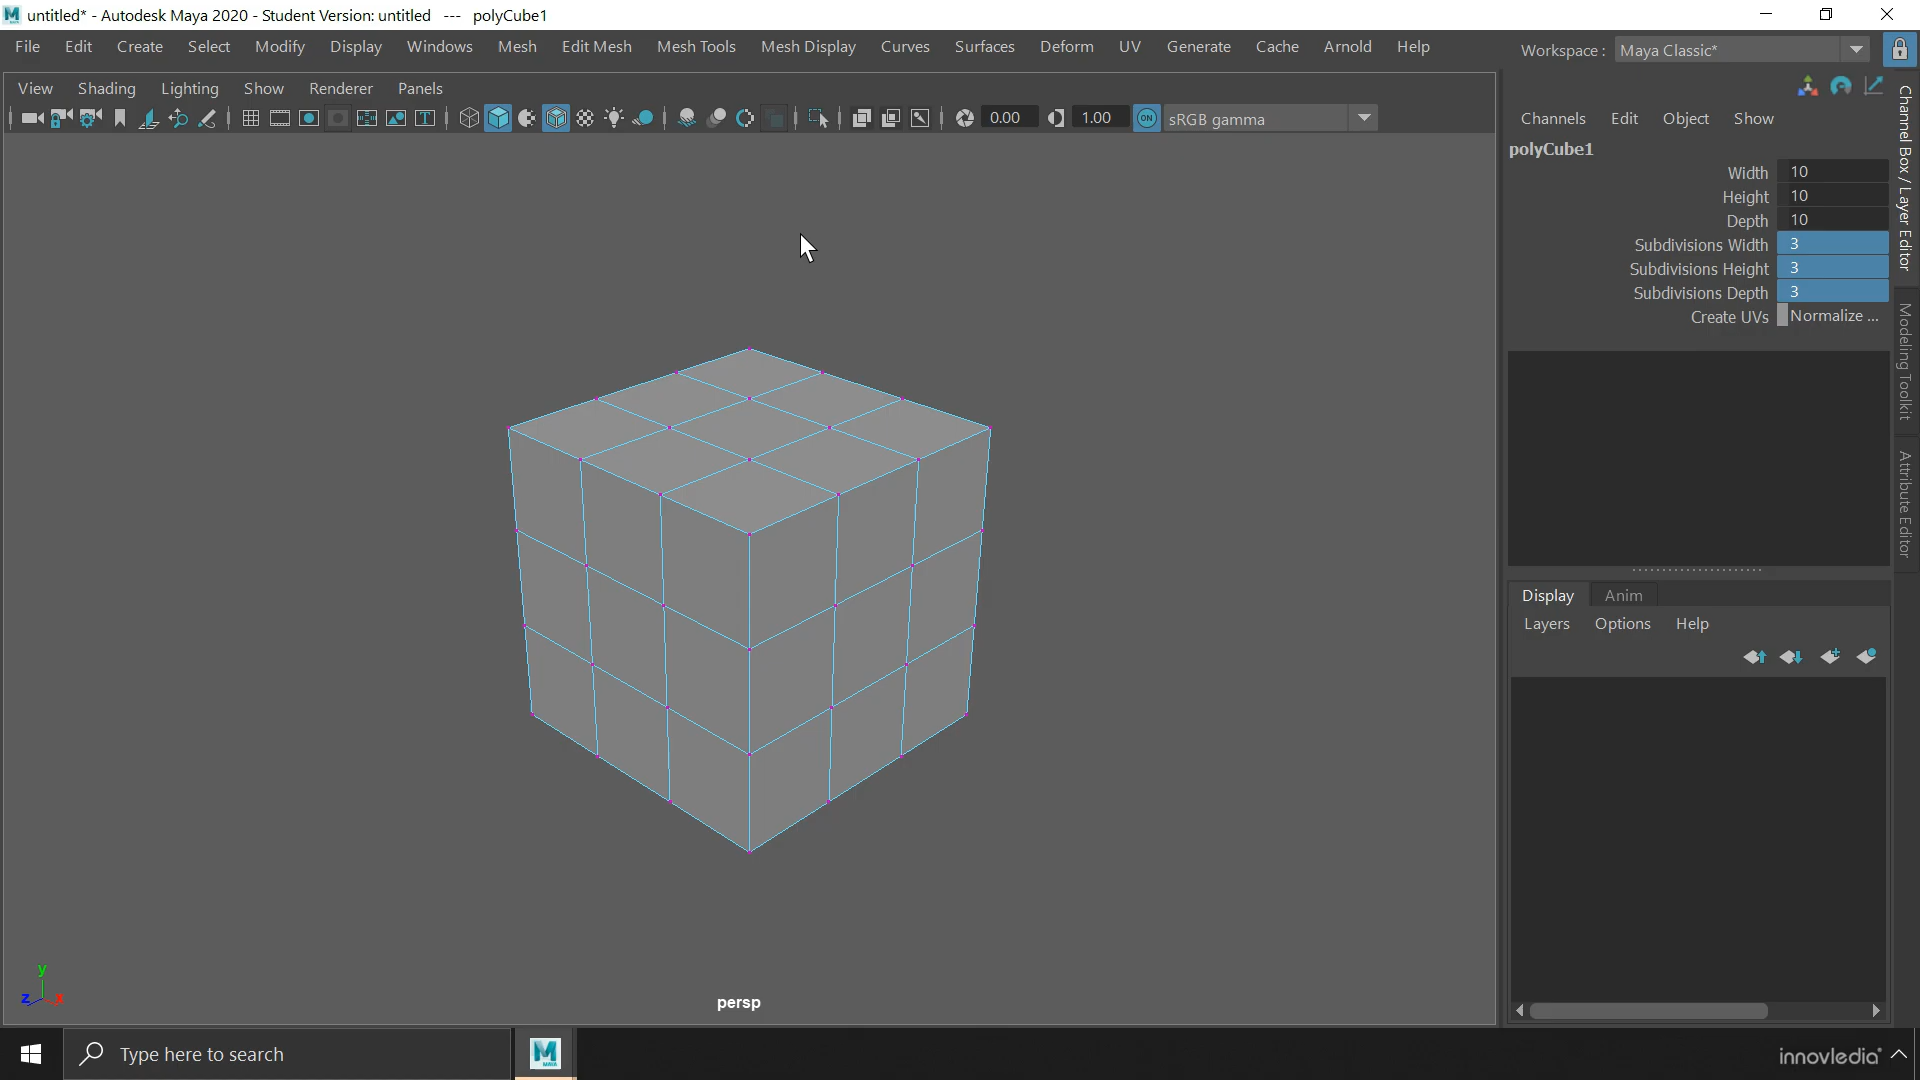 untitled* - Autodesk Maya 2020 - Student Version: untitled --- polyCube1
File Edit Create Select Modify Display Windows Mesh Edit Mesh Mesh Tools Mesh Display Curves Surfaces Deform UV Generate Cache Arnold Help
Workspace : Maya Classic*
View Shading Lighting Show Renderer Panels
0.00 1.00 ON sRGB gamma
Channels Edit Object Show
polyCube1
Width 10
Height 10
Depth 10
Subdivisions Width 3
Subdivisions Height 3
Subdivisions Depth 3
Create UVs Normalize ...
Channel Box / Layer Editor
Modeling Toolkit
Attribute Editor
Display Anim
Layers Options Help
y
z x
persp
Type here to search
MAYA
innovledia